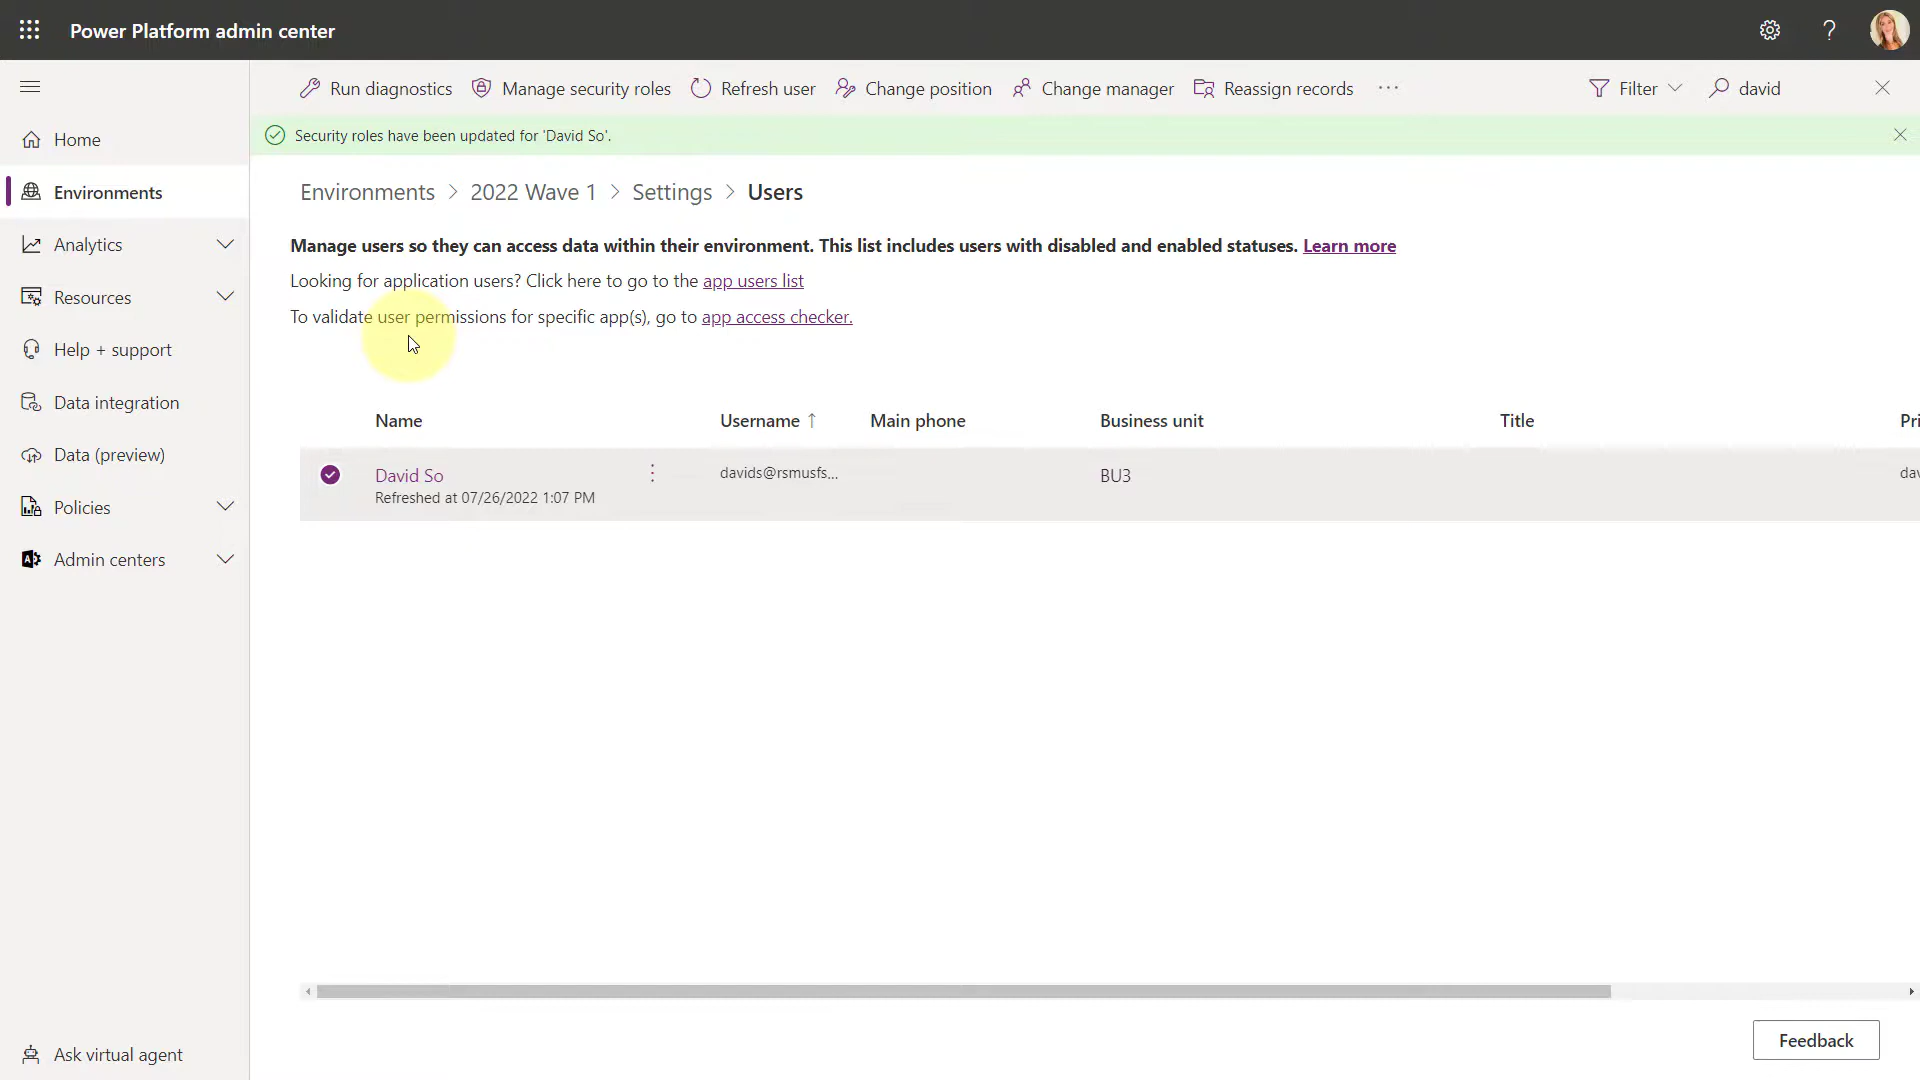 Power Platform admin center
?
Run diagnostics
Manage security roles
Refresh user
Change position
Change manager
Reassign records
...
Filter
david
Security roles have been updated for 'David So'.
Home
Environments
Analytics
Resources
Help + support
Data integration
Data (preview)
Policies
Admin centers
Ask virtual agent
Environments > 2022 Wave 1 > Settings > Users
Manage users so they can access data within their environment. This list includes users with disabled and enabled statuses. Learn more
Looking for application users? Click here to go to the app users list
To validate user permissions for specific app(s), go to app access checker.
Name Username ↑ Main phone Business unit Title Pri
David So davids@rsmusfs... BU3 dav
Refreshed at 07/26/2022 1:07 PM
Feedback